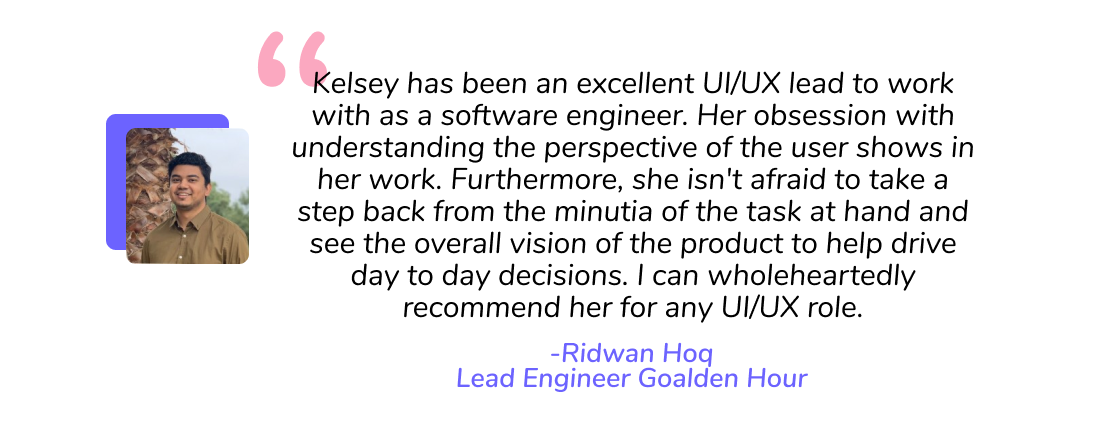 “
Kelsey has been an excellent UI/UX lead to work
with as a software engineer. Her obsession with
understanding the perspective of the user shows in
her work. Furthermore, she isn't afraid to take a
step back from the minutia of the task at hand and
see the overall vision of the product to help drive
day to day decisions. I can wholeheartedly
recommend her for any UI/UX role.
-Ridwan Hoq
Lead Engineer Goalden Hour